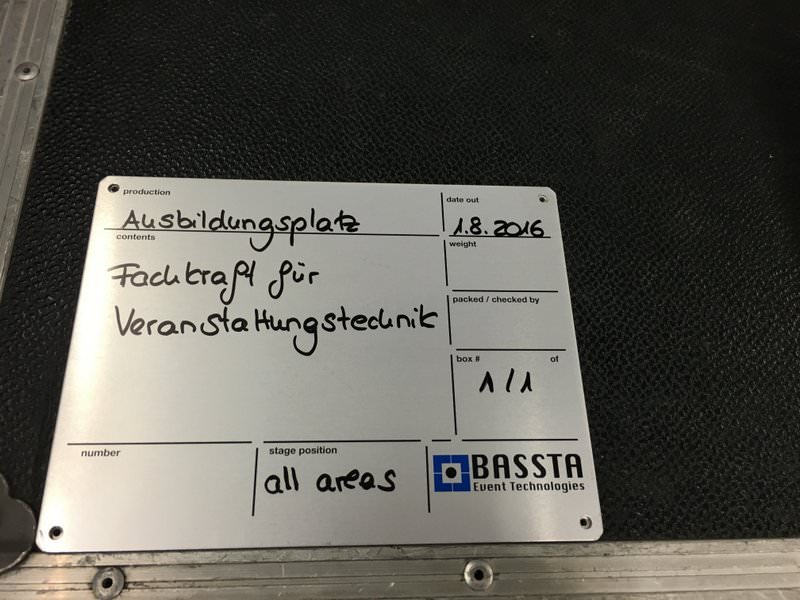 production
Ausbildungsplatz
date out
1.8.2016
contents
Fachkraft für
Veranstaltungstechnik
weight
packed / checked by
box # of
1/1
number
stage position
all areas
BASSTA
Event Technologies